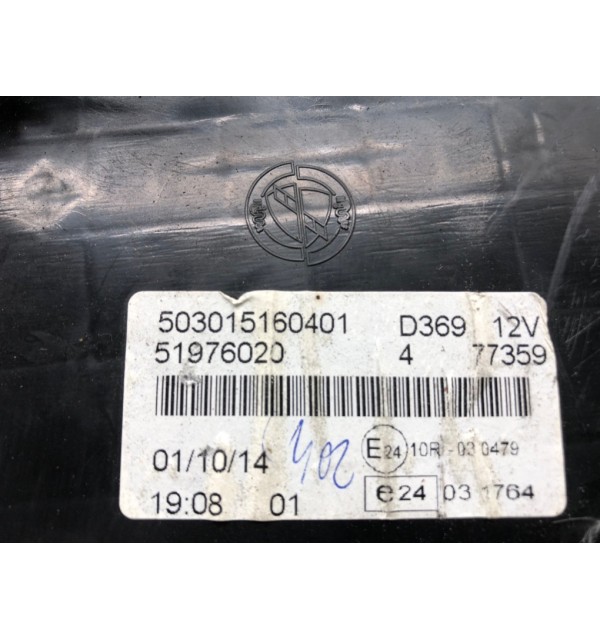 503015160401 D369 12V
51976020 4 77359
01/10/14 E24 10R-03 0479
19:08 01 e24 03 1764